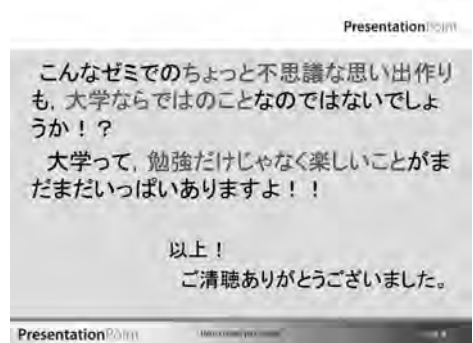 PresentationPoint
こんなゼミでのちょっと不思議な思い出作り
も，大学ならではのことなのではないでしょ
うか！？
大学って，勉強だけじゃなく楽しいことがま
だまだいっぱいありますよ！！
以上！
ご清聴ありがとうございました。
PresentationPoint